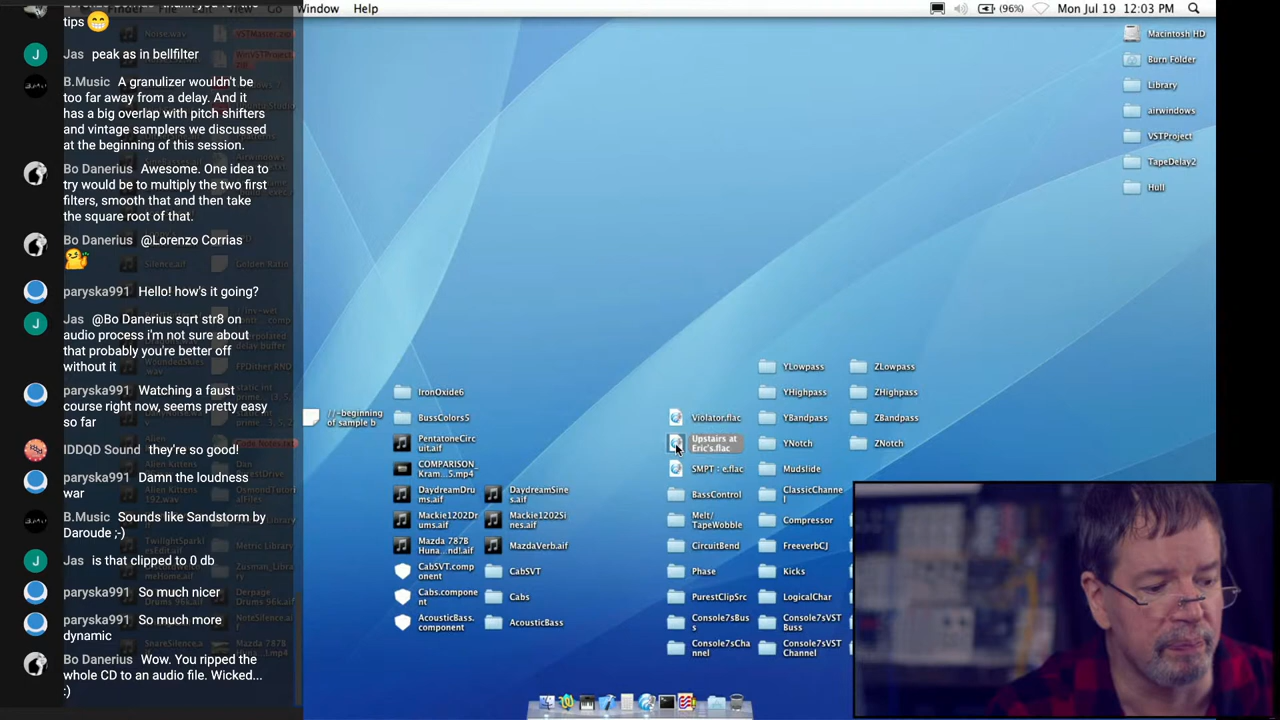 tips
Jas peak as in bellfilter
B.Music A granulizer wouldn't be
too far away from a delay. And it
has a big overlap with pitch shifters
and vintage samplers we discussed
at the beginning of this session.
Bo Danerius Awesome. One idea to
try would be to multiply the two first
filters, smooth that and then take
the square root of that.
Bo Danerius @Lorenzo Corrias
paryska991 Hello! how's it going?
Jas @Bo Danerius sqrt str8 on
audio process i'm not sure about
that probably you're better off
without it
paryska991 Watching a faust
course right now, seems pretty easy
so far
IDDQD Sound they're so good!
paryska991 Damn the loudness
war
B.Music Sounds like Sandstorm by
Daroude ;-)
Jas is that clipped to 0 db
paryska991 So much nicer
paryska991 So much more
dynamic
Bo Danerius Wow. You ripped the
whole CD to an audio file. Wicked...
:)
Window Help
(96%) Mon Jul 19 12:03 PM
Macintosh HD
Burn Folder
Library
airwindows
VSTProject
TapeDelay2
Hull
//-beginning
of sample b
IronOxide6
BussColors5
PentatoneCirc
uit.aif
COMPARISON_
Kram...5.mp4
DaydreamDru
ms.aif
Mackie1202Dr
ums.aif
Mazda 787B
Huna...nd!.aif
CabSVT.comp
onent
Cabs.compone
nt
AcousticBass.
component
DaydreamSine
.aif
Mackie1202Si
nes.aif
MazdaVerb.aif
CabSVT
Cabs
AcousticBass
Violator.flac
Upstairs at
Eric's.flac
SMPT : e.flac
BassControl
Melt/
TapeWobble
CircuitBend
Phase
PurestClipSrc
Console7sBus
s
Console7sCha
nnel
YLowpass
YHighpass
YBandpass
YNotch
Mudslide
ClassicChanne
l
Compressor
FreeverbCJ
Kicks
LogicalChar
Console7sVST
Buss
Console7sVST
Channel
ZLowpass
ZHighpass
ZBandpass
ZNotch